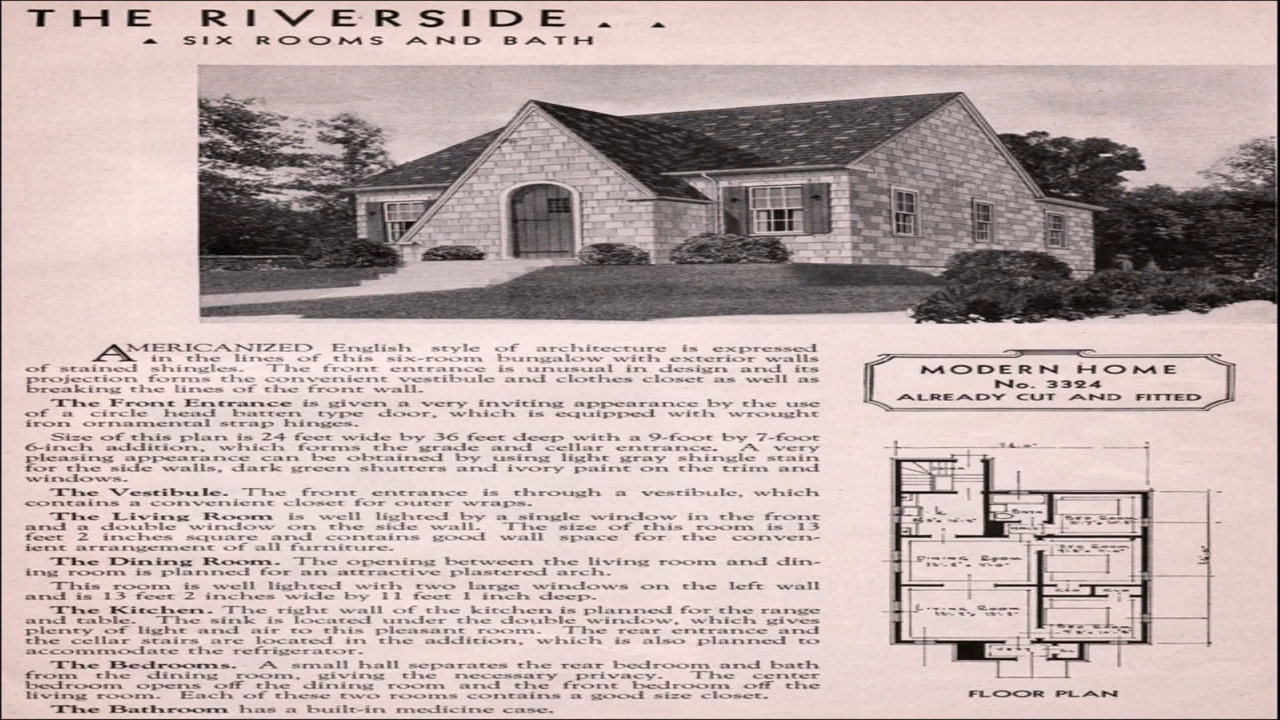 THE RIVERSIDE
SIX ROOMS AND BATH
AMERICANIZED English style of architecture is expressed
in the lines of this six-room bungalow with exterior walls
of stained shingles. The front entrance is unusual in design and its
projection forms the convenient vestibule and clothes closet as well as
breaking the lines of the front wall.
The Front Entrance is given a very inviting appearance by the use
of a circle head batten type door, which is equipped with wrought
iron ornamental strap hinges.
Size of this plan is 24 feet wide by 36 feet deep with a 9-foot by 7-foot
6-inch addition, which forms the grade and cellar entrance. A very
pleasing appearance can be obtained by using light gray shingle stain
for the side walls, dark green shutters and ivory paint on the trim and
windows.
The Vestibule. The front entrance is through a vestibule, which
contains a convenient closet for outer wraps.
The Living Room is well lighted by a single window in the front
and a double window on the side wall. The size of this room is 13
feet 2 inches square and contains good wall space for the conven-
ient arrangement of all furniture.
The Dining Room. The opening between the living room and din-
ing room is planned for an attractive plastered arch.
This room is well lighted with two large windows on the left wall
and is 13 feet 2 inches wide by 11 feet 1 inch deep.
The Kitchen. The right wall of the kitchen is planned for the range
and table. The sink is located under the double window, which gives
plenty of light and air to this pleasant room. The rear entrance and
the cellar stair are located in the addition, which is also planned to
accommodate the refrigerator.
The Bedrooms. A small hall separates the rear bedroom and bath
from the dining room, giving the necessary privacy. The center
bedroom opens off the dining room and the front bedroom off the
living room. Each of these two rooms contains a good size closet.
The Bathroom has a built-in medicine case.
MODERN HOME
No. 3324
ALREADY CUT AND FITTED
DINING ROOM
LIVING ROOM
FLOOR PLAN